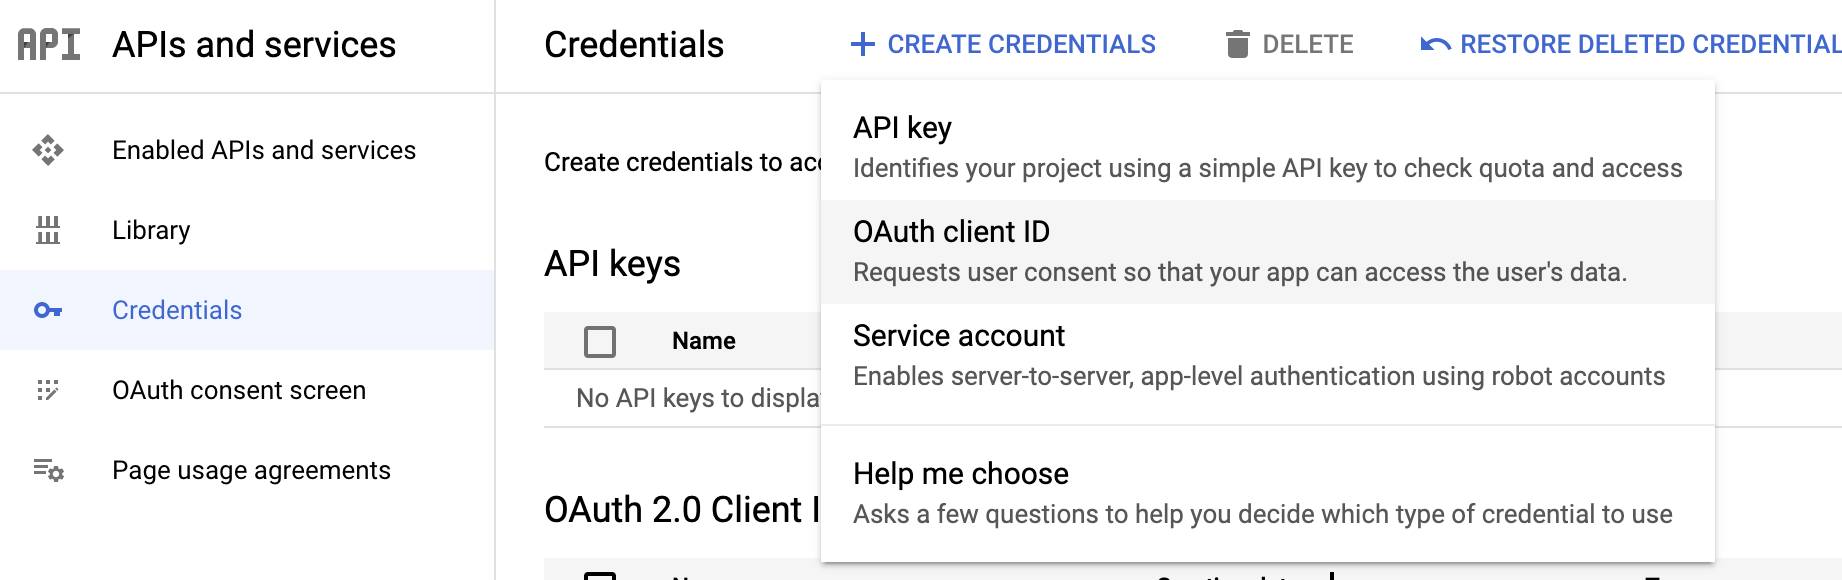 API APIs and services
Credentials
CREATE CREDENTIALS
DELETE
RESTORE DELETED CREDENTIAL
Enabled APIs and services
Library
Credentials
OAuth consent screen
Page usage agreements
Create credentials to acc
API keys
Name
No API keys to displa
OAuth 2.0 Client I
API key
Identifies your project using a simple API key to check quota and access
OAuth client ID
Requests user consent so that your app can access the user's data.
Service account
Enables server-to-server, app-level authentication using robot accounts
Help me choose
Asks a few questions to help you decide which type of credential to use